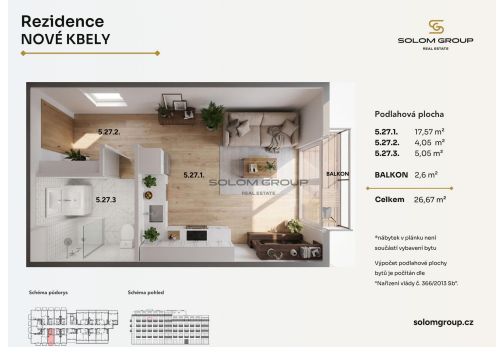 Rezidence
NOVÉ KBELY
SOLOM GROUP
REAL ESTATE
5.27.2.
5.27.1.
5.27.3
SOLOM GROUP
REAL ESTATE
BALKON
Podlahová plocha
5.27.1. 17,57 m²
5.27.2. 4,05 m²
5.27.3. 5,05 m²
BALKON 2,6 m²
Celkem 26,67 m²
*nábytek v plánku není
součástí vybavení bytu
Výpočet podlahové plochy
bytu je počítán dle
"Nařízení vlády č. 366/2013 Sb".
Schéma půdorys
Schéma pohled
solomgroup.cz